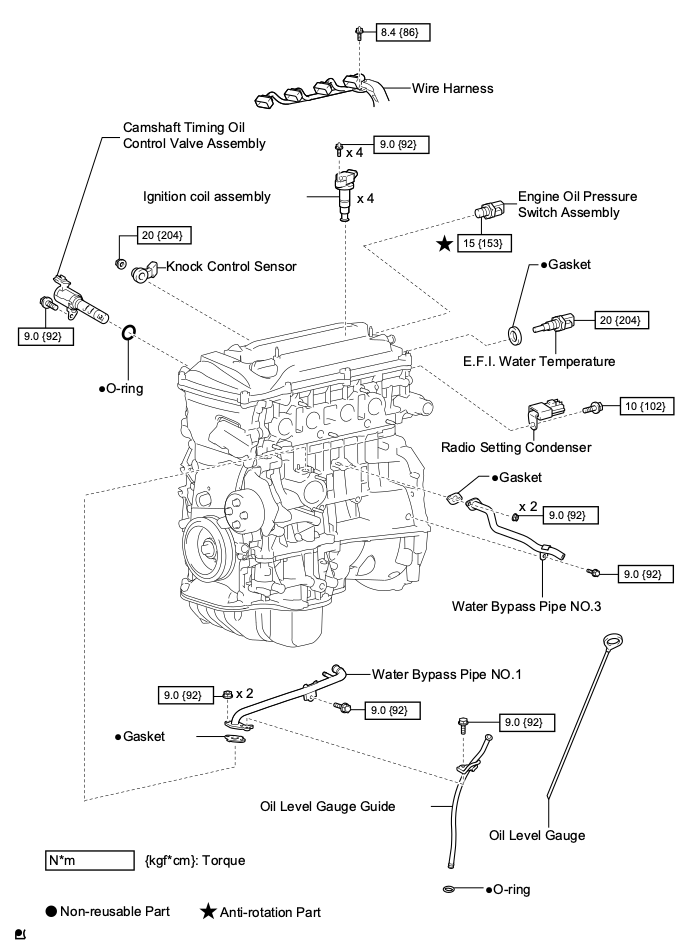 8.4 {86}
Wire Harness
Camshaft Timing Oil
Control Valve Assembly
9.0 {92}
x 4
Ignition coil assembly
x 4
Engine Oil Pressure
Switch Assembly
★ 15 {153}
20 {204}
Knock Control Sensor
●Gasket
9.0 {92}
20 {204}
E.F.I. Water Temperature
●O-ring
10 {102}
Radio Setting Condenser
●Gasket
x 2
9.0 {92}
9.0 {92}
Water Bypass Pipe NO.3
Water Bypass Pipe NO.1
9.0 {92}
x 2
9.0 {92}
9.0 {92}
●Gasket
Oil Level Gauge Guide
Oil Level Gauge
N*m
{kgf*cm}: Torque
●O-ring
● Non-reusable Part
★ Anti-rotation Part